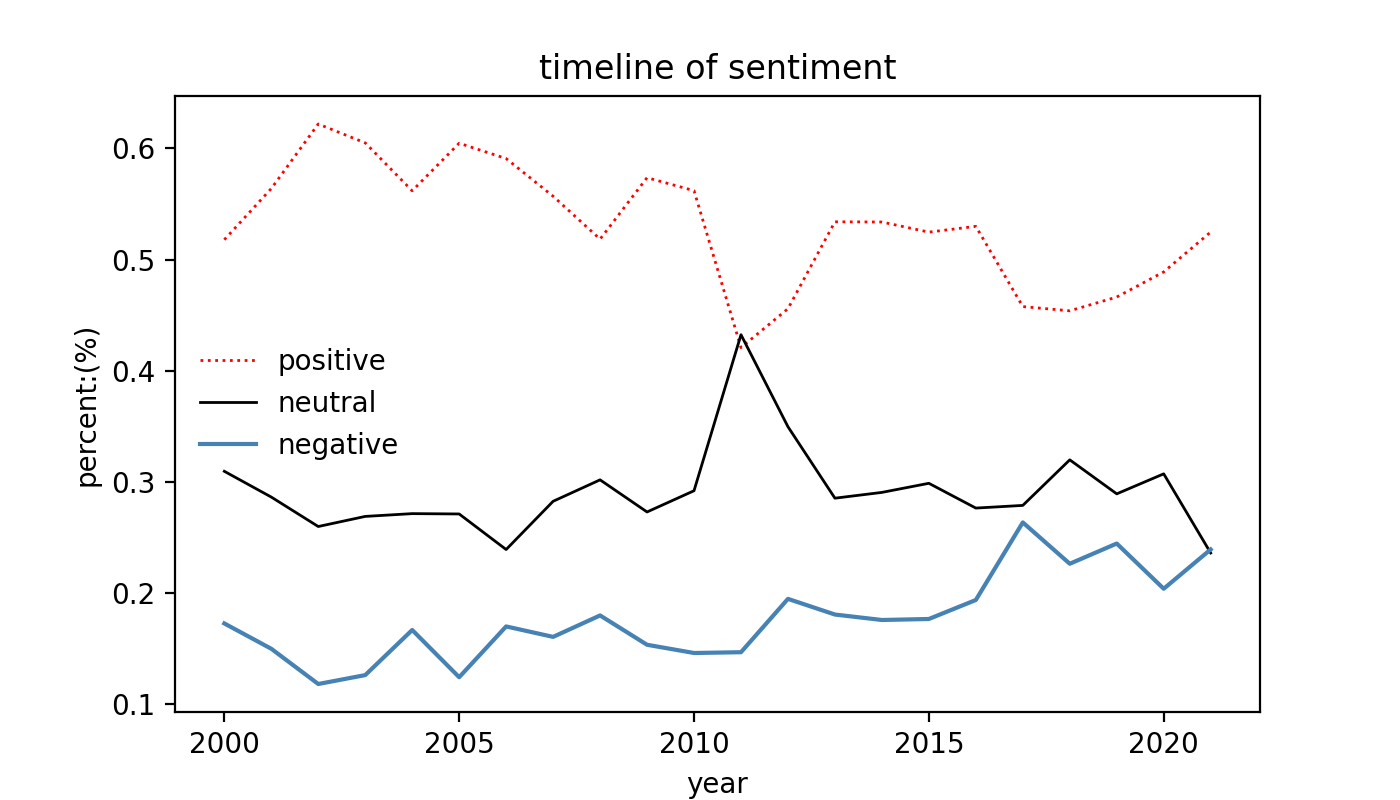 timeline of sentiment
percent:(%)
0.6
0.5
0.4
0.3
0.2
0.1
positive
neutral
negative
2000 2005 2010 2015 2020
year